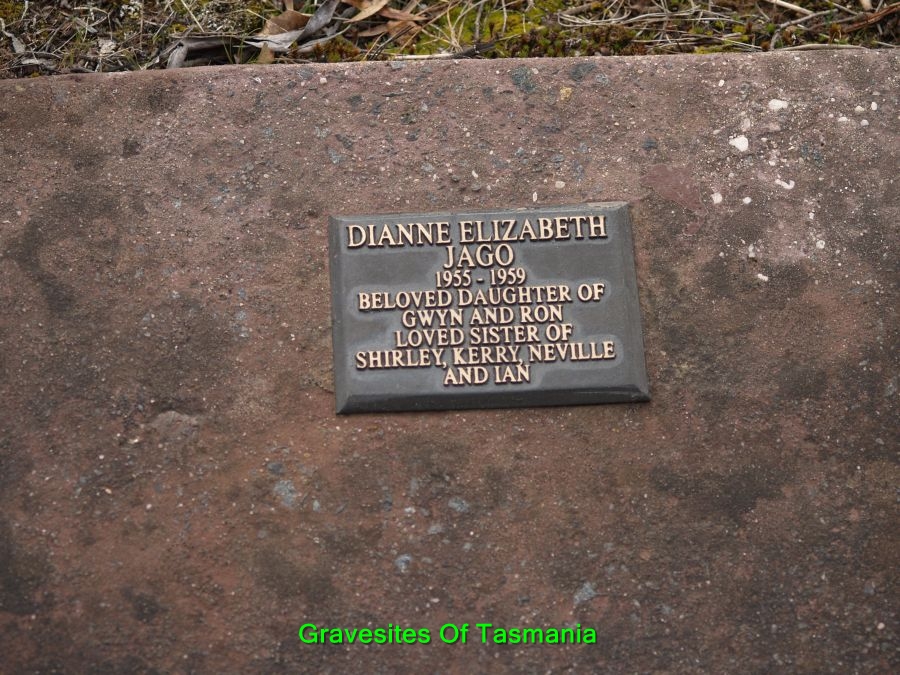 DIANNE ELIZABETH
JAGO
1955 - 1959
BELOVED DAUGHTER OF
GWYN AND RON
LOVED SISTER OF
SHIRLEY, KERRY, NEVILLE
AND IAN
Gravesites Of Tasmania